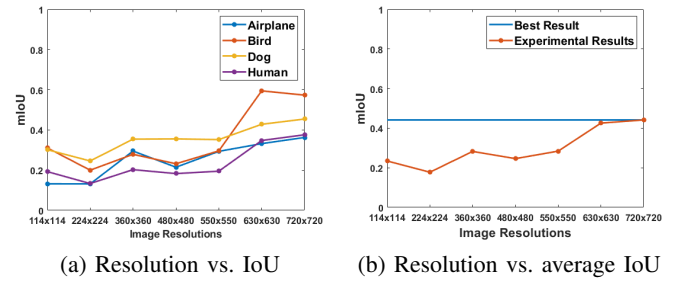 1
0.8
0.6
0.4
0.2
0
mIoU
Airplane
Bird
Dog
Human
114x114 224x224 360x360 480x480 550x550 630x630 720x720
Image Resolutions
(a) Resolution vs. IoU
1
0.8
0.6
0.4
0.2
0
mIoU
Best Result
Experimental Results
114x114 224x224 360x360 480x480 550x550 630x630 720x720
Image Resolutions
(b) Resolution vs. average IoU